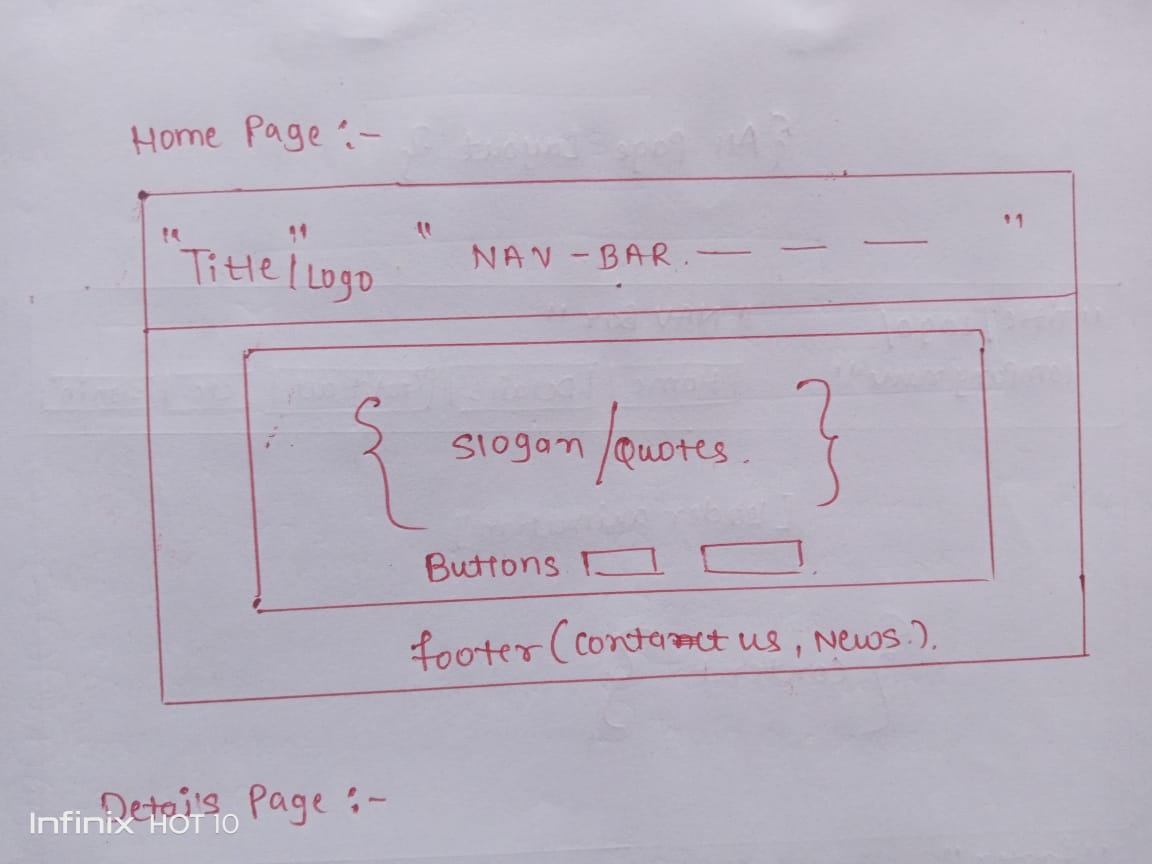 Home Page :-
"Title"/Logo " NAV-BAR. — — — "
{ Slogan/Quotes. }
Buttons
footer (contact us, News.).
Details Page :-
Infinix HOT 10